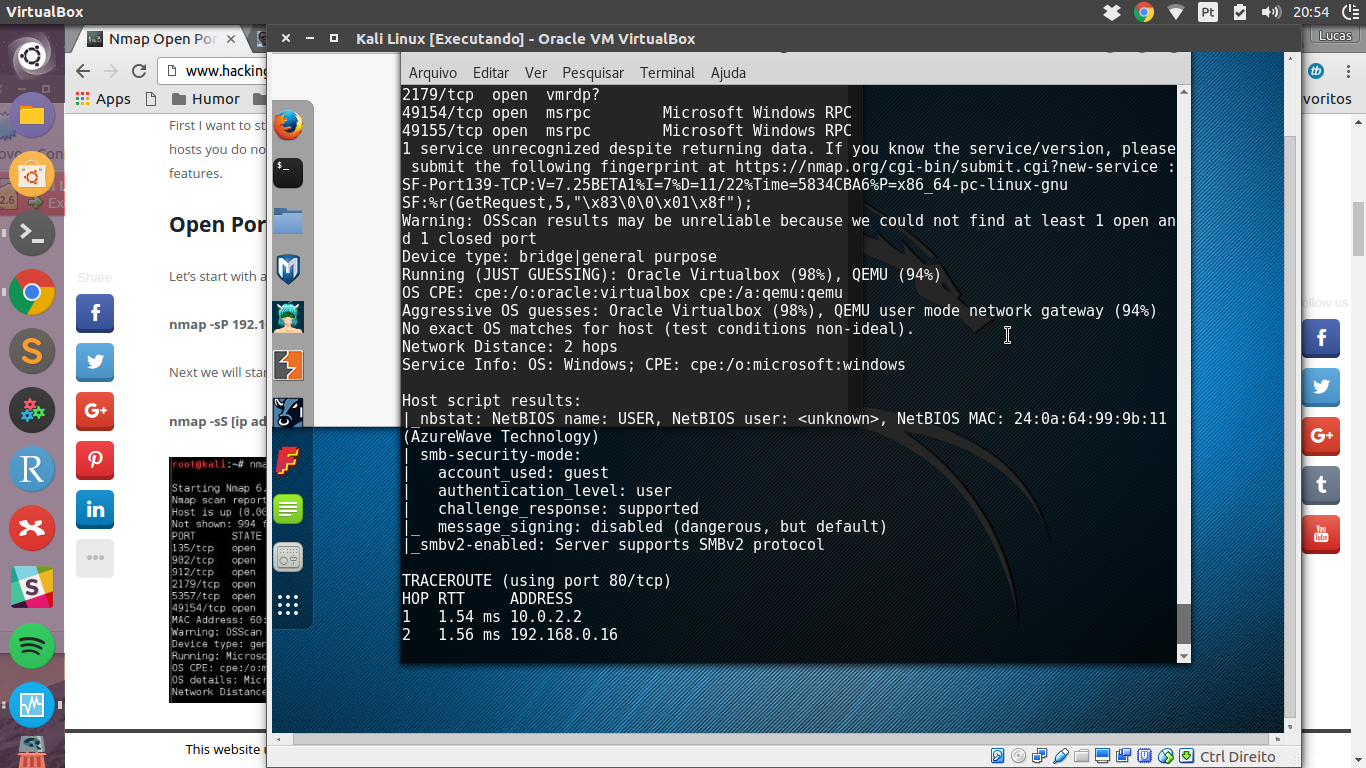 VirtualBox
Pt
20:54
Nmap Open Por
Kali Linux [Executando] - Oracle VM VirtualBox
Lucas
www.hacking
Apps
Humor
voritos
First I want to st
hosts you do no
features.
Open Por
Let's start with a
nmap -sP 192.1
Next we will star
nmap -sS [ip ad
Share
root@kali:~# nma
Starting Nmap 6.
Nmap scan report
Host is up (0.00
Not shown: 994 f
PORT STATE
135/tcp open
902/tcp open
912/tcp open
2179/tcp open
5357/tcp open
49154/tcp open
MAC Address: 60:
Warning: OSScan
Device type: gen
Running: Microso
OS CPE: cpe:/o:m
OS details: Micr
Network Distance
This website u
Arquivo Editar Ver Pesquisar Terminal Ajuda
2179/tcp open vmrdp?
49154/tcp open msrpc Microsoft Windows RPC
49155/tcp open msrpc Microsoft Windows RPC
1 service unrecognized despite returning data. If you know the service/version, please
submit the following fingerprint at https://nmap.org/cgi-bin/submit.cgi?new-service :
SF-Port139-TCP:V=7.25BETA1%I=7%D=11/22%Time=5834CBA6%P=x86_64-pc-linux-gnu
SF:%r(GetRequest,5,"\x83\0\0\x01\x8f");
Warning: OSScan results may be unreliable because we could not find at least 1 open an
d 1 closed port
Device type: bridge|general purpose
Running (JUST GUESSING): Oracle Virtualbox (98%), QEMU (94%)
OS CPE: cpe:/o:oracle:virtualbox cpe:/a:qemu:qemu
Aggressive OS guesses: Oracle Virtualbox (98%), QEMU user mode network gateway (94%)
No exact OS matches for host (test conditions non-ideal).
Network Distance: 2 hops
Service Info: OS: Windows; CPE: cpe:/o:microsoft:windows
Host script results:
|_nbstat: NetBIOS name: USER, NetBIOS user: <unknown>, NetBIOS MAC: 24:0a:64:99:9b:11
(AzureWave Technology)
| smb-security-mode:
|   account_used: guest
|   authentication_level: user
|   challenge_response: supported
|_  message_signing: disabled (dangerous, but default)
|_smbv2-enabled: Server supports SMBv2 protocol
TRACEROUTE (using port 80/tcp)
HOP RTT ADDRESS
1 1.54 ms 10.0.2.2
2 1.56 ms 192.168.0.16
ollow us
You
Tube
Ctrl Direito